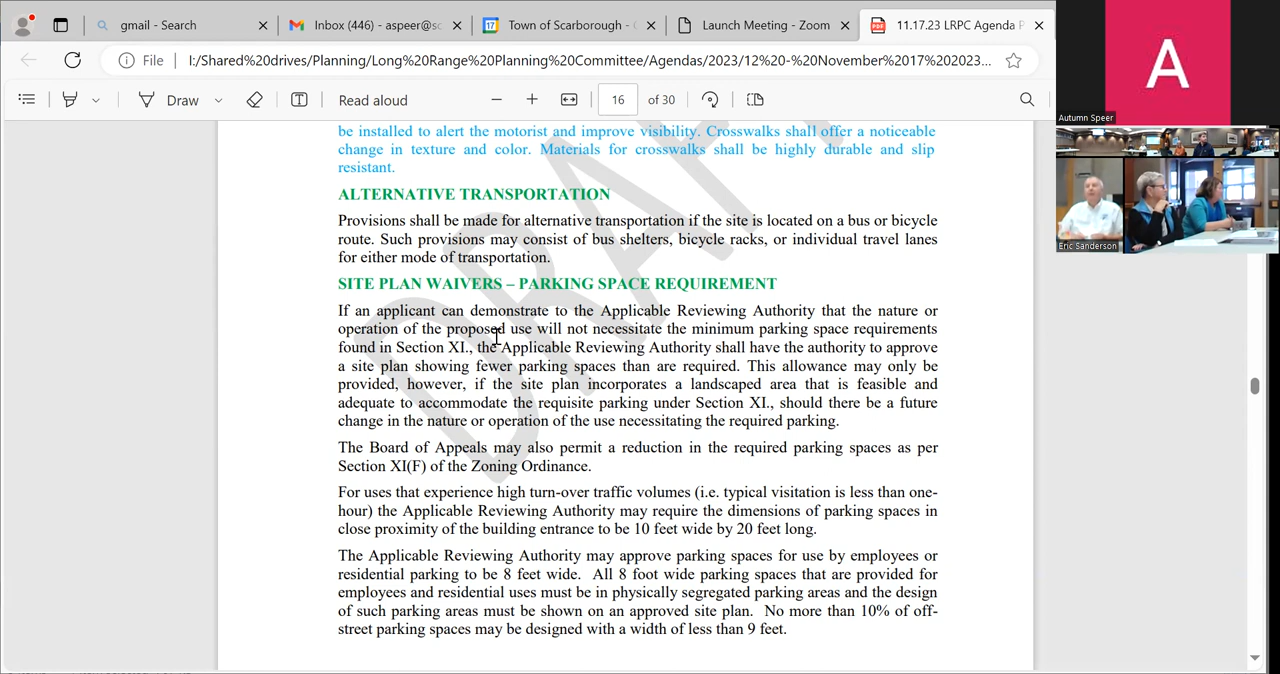 gmail - Search
Inbox (446) - aspeer@sc
Town of Scarborough - C
Launch Meeting - Zoom
11.17.23 LRPC Agenda P
File
I:/Shared%20drives/Planning/Long%20Range%20Planning%20Committee/Agendas/2023/12%20-%20November%2017%202023...
Draw
Read aloud
16
of 30
A
Autumn Speer
Eric Sanderson
be installed to alert the motorist and improve visibility. Crosswalks shall offer a noticeable
change in texture and color. Materials for crosswalks shall be highly durable and slip
resistant.
ALTERNATIVE TRANSPORTATION
Provisions shall be made for alternative transportation if the site is located on a bus or bicycle
route. Such provisions may consist of bus shelters, bicycle racks, or individual travel lanes
for either mode of transportation.
SITE PLAN WAIVERS – PARKING SPACE REQUIREMENT
If an applicant can demonstrate to the Applicable Reviewing Authority that the nature or
operation of the proposed use will not necessitate the minimum parking space requirements
found in Section XI., the Applicable Reviewing Authority shall have the authority to approve
a site plan showing fewer parking spaces than are required. This allowance may only be
provided, however, if the site plan incorporates a landscaped area that is feasible and
adequate to accommodate the requisite parking under Section XI., should there be a future
change in the nature or operation of the use necessitating the required parking.
The Board of Appeals may also permit a reduction in the required parking spaces as per
Section XI(F) of the Zoning Ordinance.
For uses that experience high turn-over traffic volumes (i.e. typical visitation is less than one-
hour) the Applicable Reviewing Authority may require the dimensions of parking spaces in
close proximity of the building entrance to be 10 feet wide by 20 feet long.
The Applicable Reviewing Authority may approve parking spaces for use by employees or
residential parking to be 8 feet wide.  All 8 foot wide parking spaces that are provided for
employees and residential uses must be in physically segregated parking areas and the design
of such parking areas must be shown on an approved site plan.  No more than 10% of off-
street parking spaces may be designed with a width of less than 9 feet.